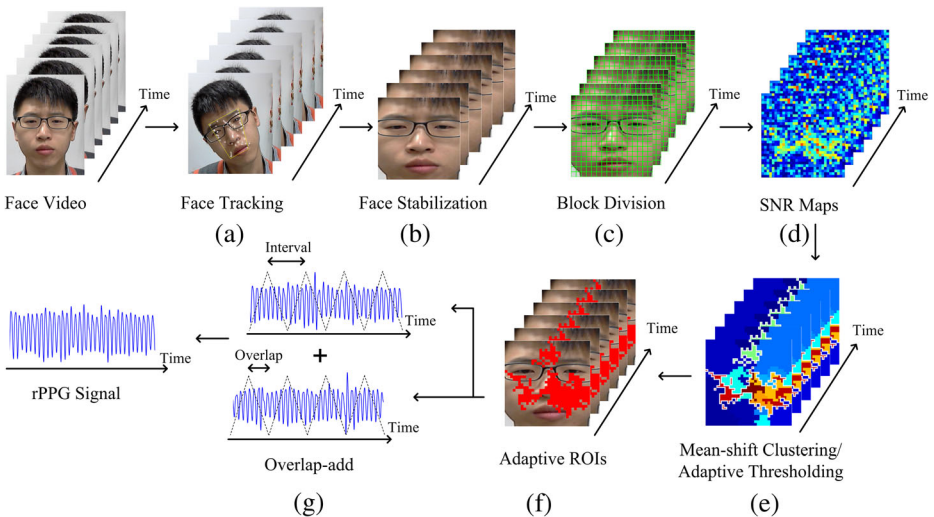 Time
Time
Time
Time
Time
Face Video
Face Tracking
Face Stabilization
Block Division
SNR Maps
(a)
(b)
(c)
(d)
Interval
Time
Time
Time
Time
Overlap
+
Time
rPPG Signal
Overlap-add
Adaptive ROIs
Mean-shift Clustering/
Adaptive Thresholding
(g)
(f)
(e)